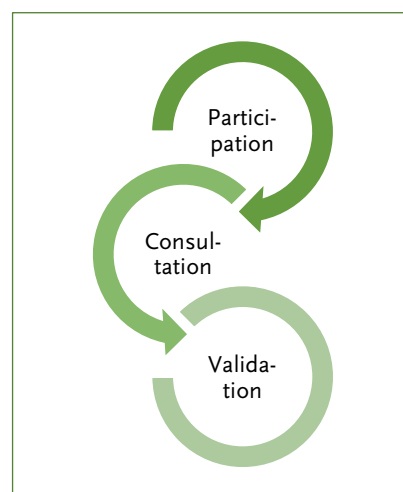 Partici-
pation
Consul-
tation
Valida-
tion